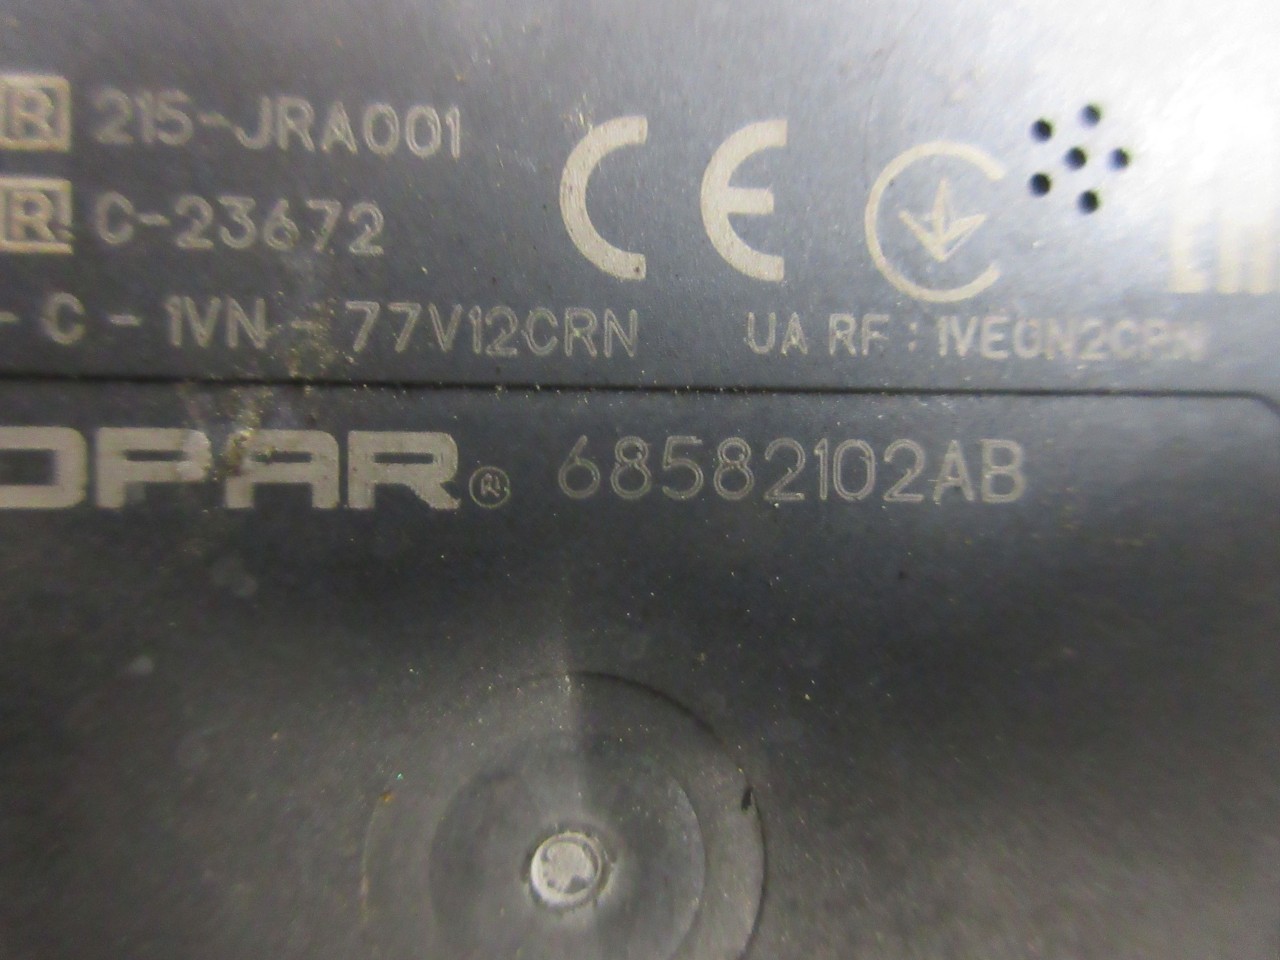 R 215-JRA001
R C-23672
CE
- C - 1VN - 77V12CRN UA RF : 1VEGN2CRN
OPAR® 68582102AB